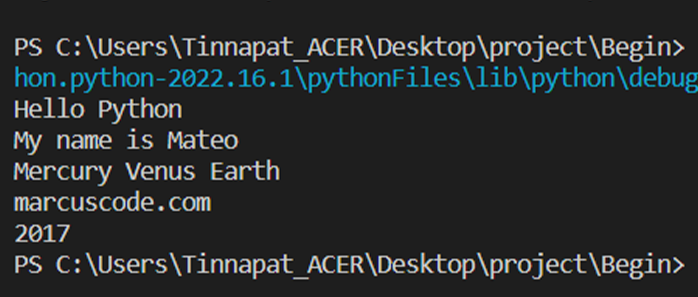 PS C:\Users\Tinnapat_ACER\Desktop\project\Begin>
hon.python-2022.16.1\pythonFiles\lib\python\debug
Hello Python
My name is Mateo
Mercury Venus Earth
marcuscode.com
2017
PS C:\Users\Tinnapat_ACER\Desktop\project\Begin>